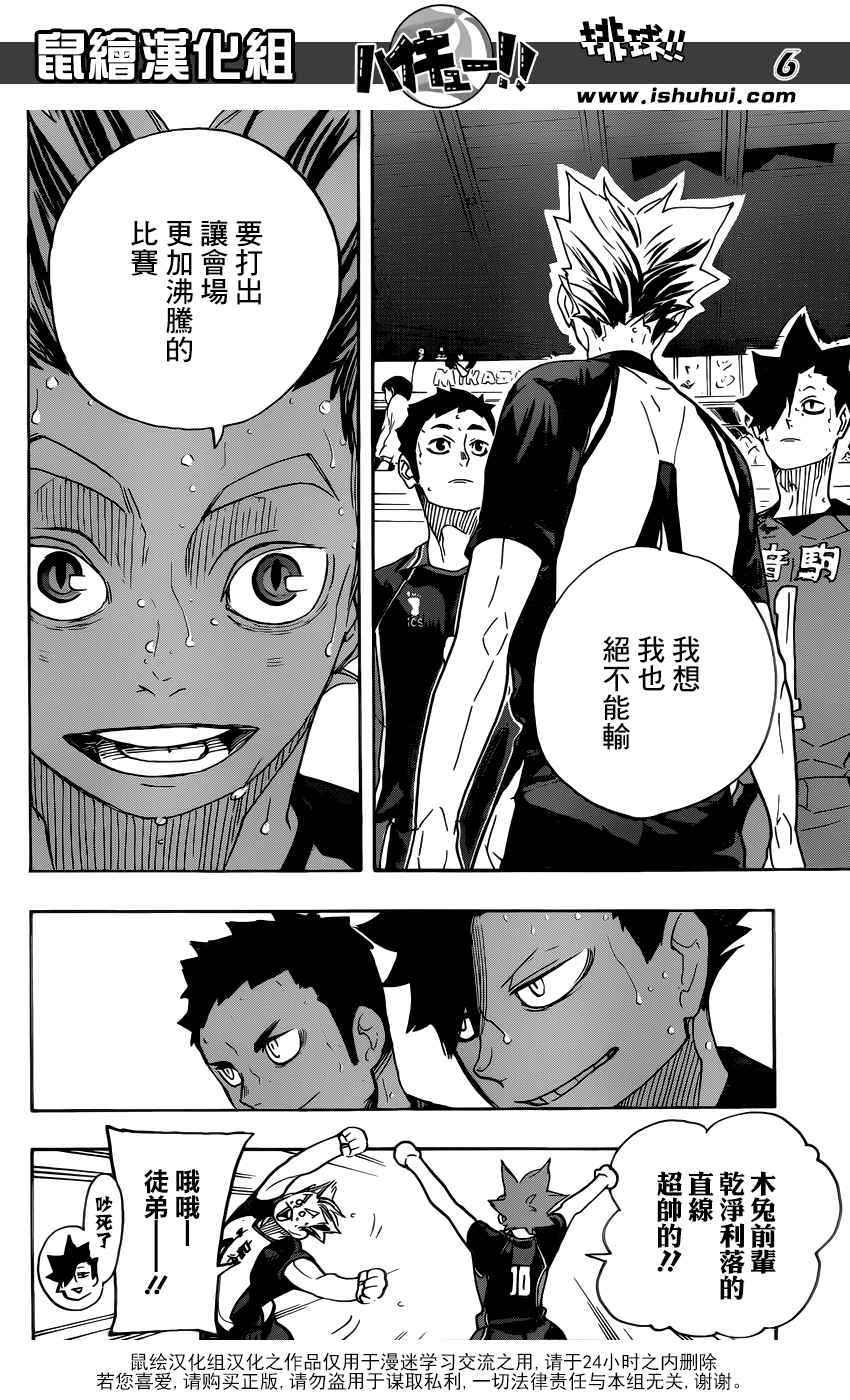 鼠繪漢化組
ハイキュー!!
排球!!
6
www.ishuhui.com
MIKASA
iCS
音駒
1
我想
我也
絕不能輸
要打出
讓會場
更加沸騰的
比賽
木兔前輩
乾淨利落的
直線
超帥的!!
10
哦哦——
徒弟——!!
吵死了
鼠绘汉化组汉化之作品仅用于漫迷学习交流之用,请于24小时之内删除
若您喜爱,请购买正版,请勿盗用于谋取私利,一切法律责任与本组无关,谢谢。